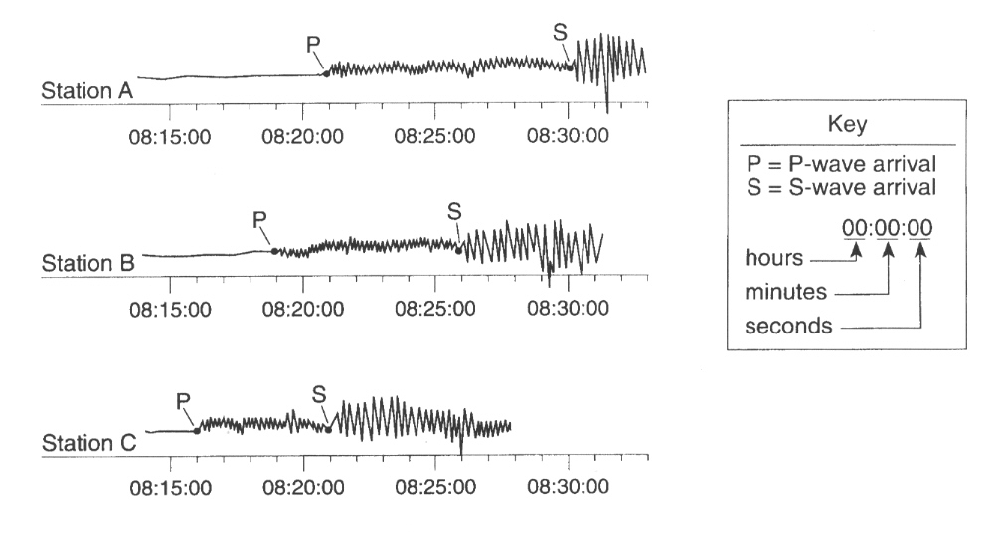 P S
Station A
08:15:00 08:20:00 08:25:00 08:30:00
P S
Station B
08:15:00 08:20:00 08:25:00 08:30:00
P S
Station C
08:15:00 08:20:00 08:25:00 08:30:00
Key
P = P-wave arrival
S = S-wave arrival
00:00:00
hours
minutes
seconds